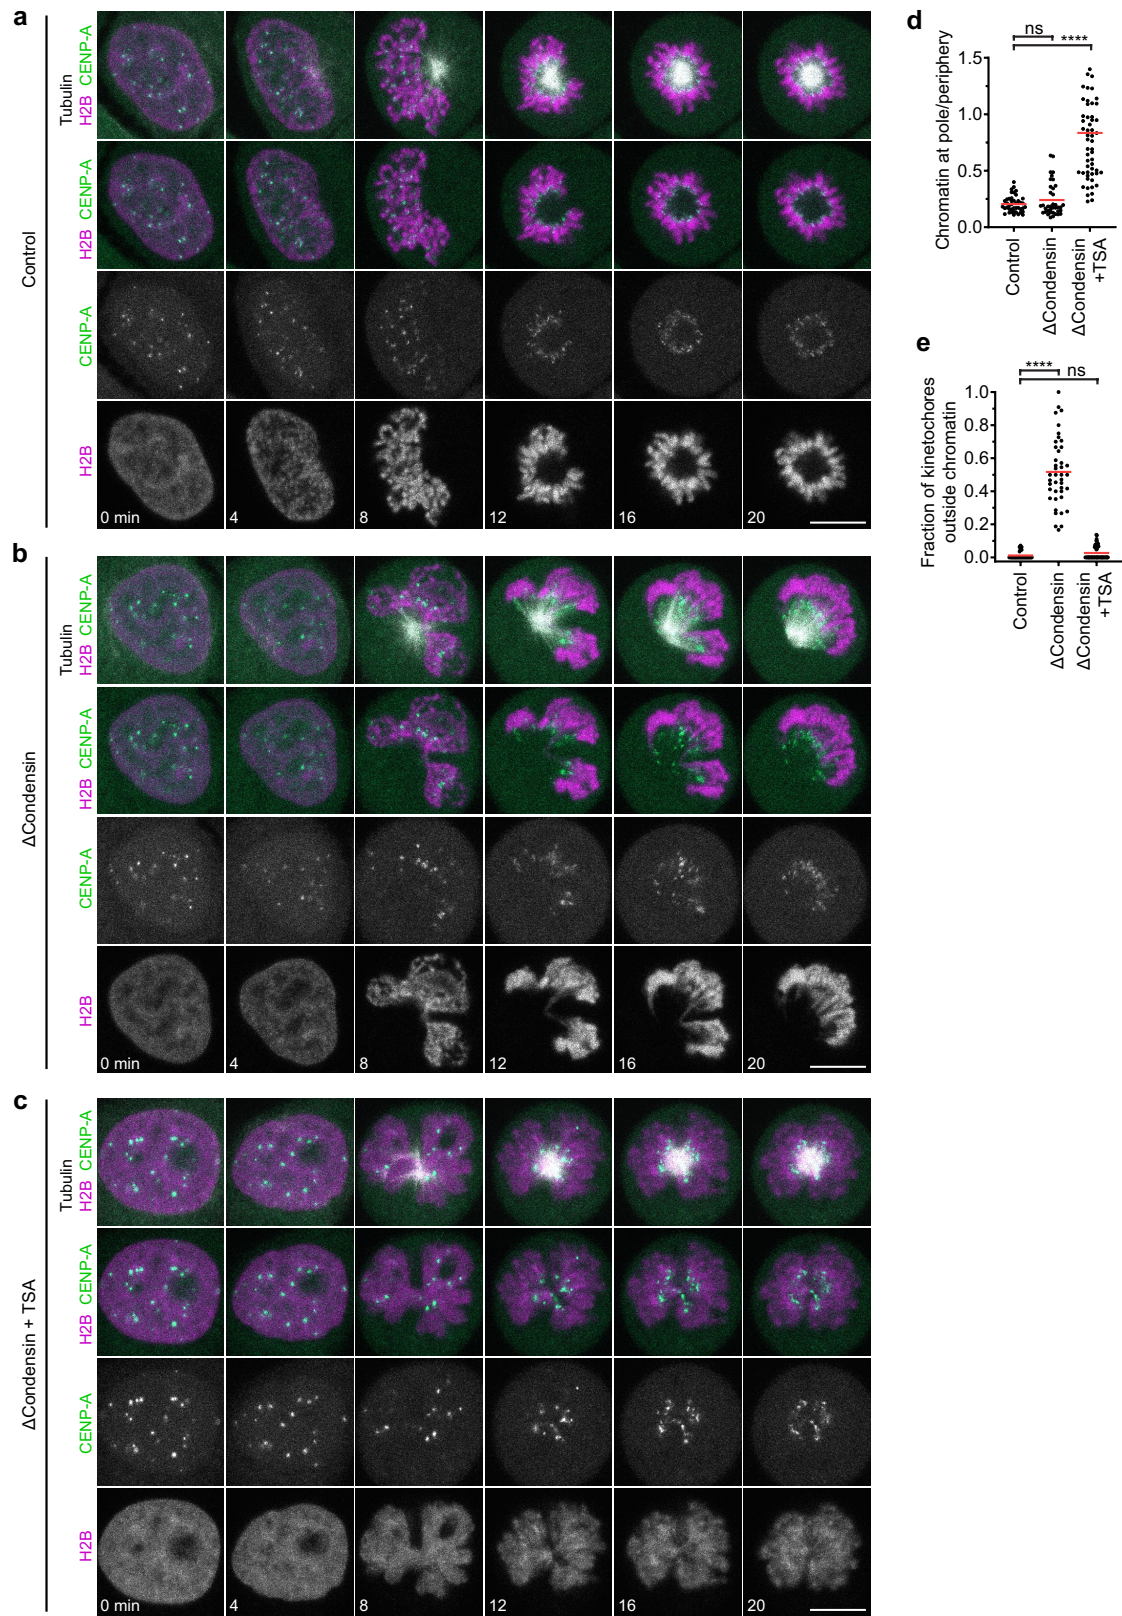 a
Control
Tubulin
H2B CENP-A
H2B CENP-A
CENP-A
H2B
0 min
4
8
12
16
20
b
ΔCondensin
Tubulin
H2B CENP-A
H2B CENP-A
CENP-A
H2B
0 min
4
8
12
16
20
c
ΔCondensin + TSA
Tubulin
H2B CENP-A
H2B CENP-A
CENP-A
H2B
0 min
4
8
12
16
20
d
ns
****
Chromatin at pole/periphery
1.5
1.0
0.5
0.0
Control
ΔCondensin
ΔCondensin
+TSA
e
****
ns
Fraction of kinetochores
outside chromatin
1.0
0.8
0.6
0.4
0.2
0.0
Control
ΔCondensin
ΔCondensin
+TSA